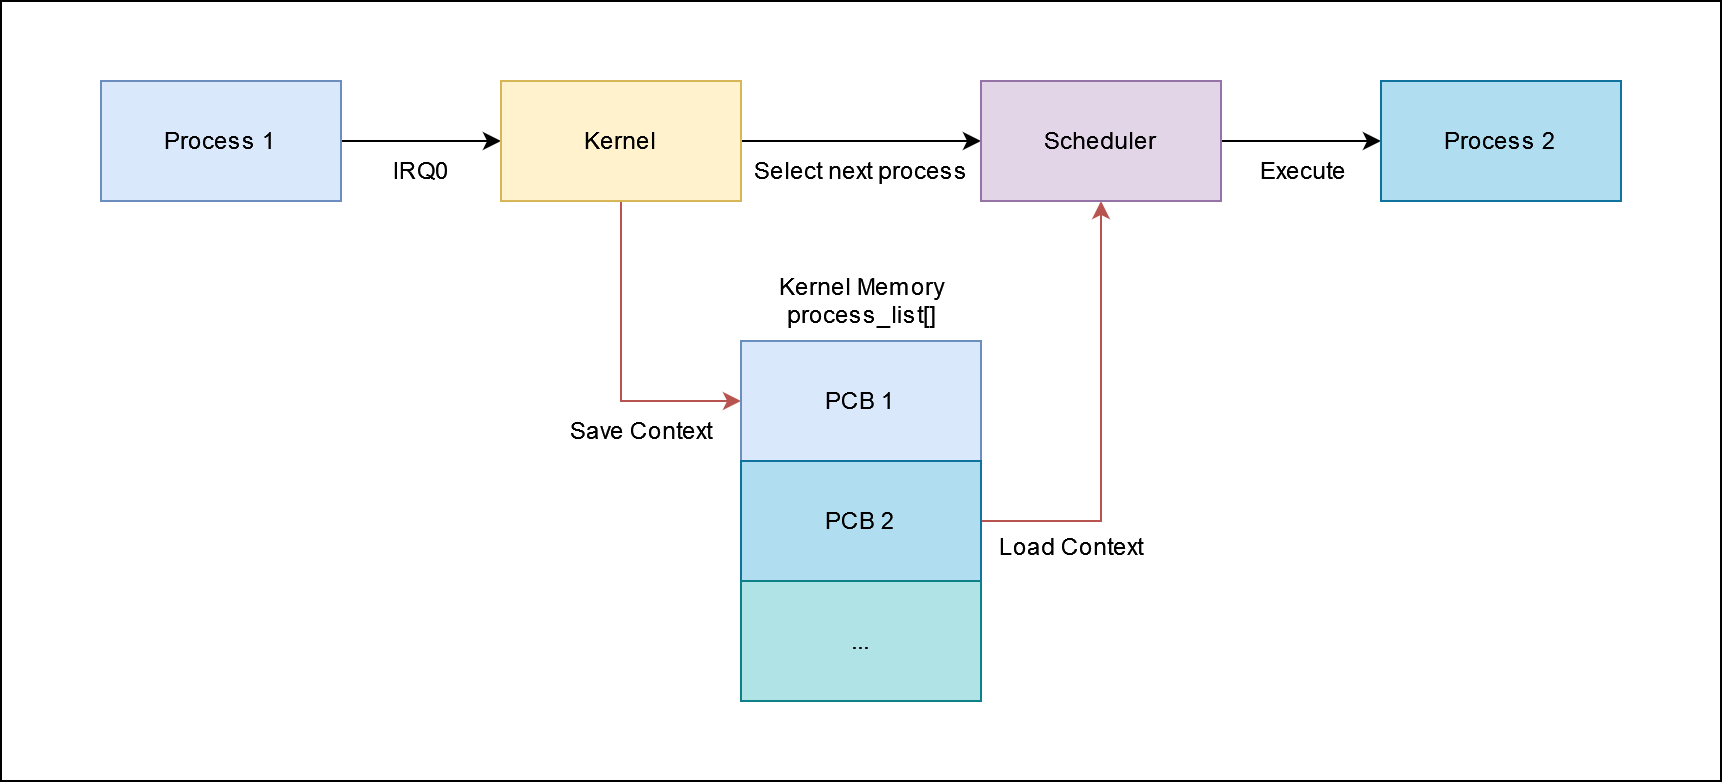 Process 1
IRQ0
Kernel
Select next process
Scheduler
Execute
Process 2
Kernel Memory
process_list[]
PCB 1
Save Context
PCB 2
Load Context
...